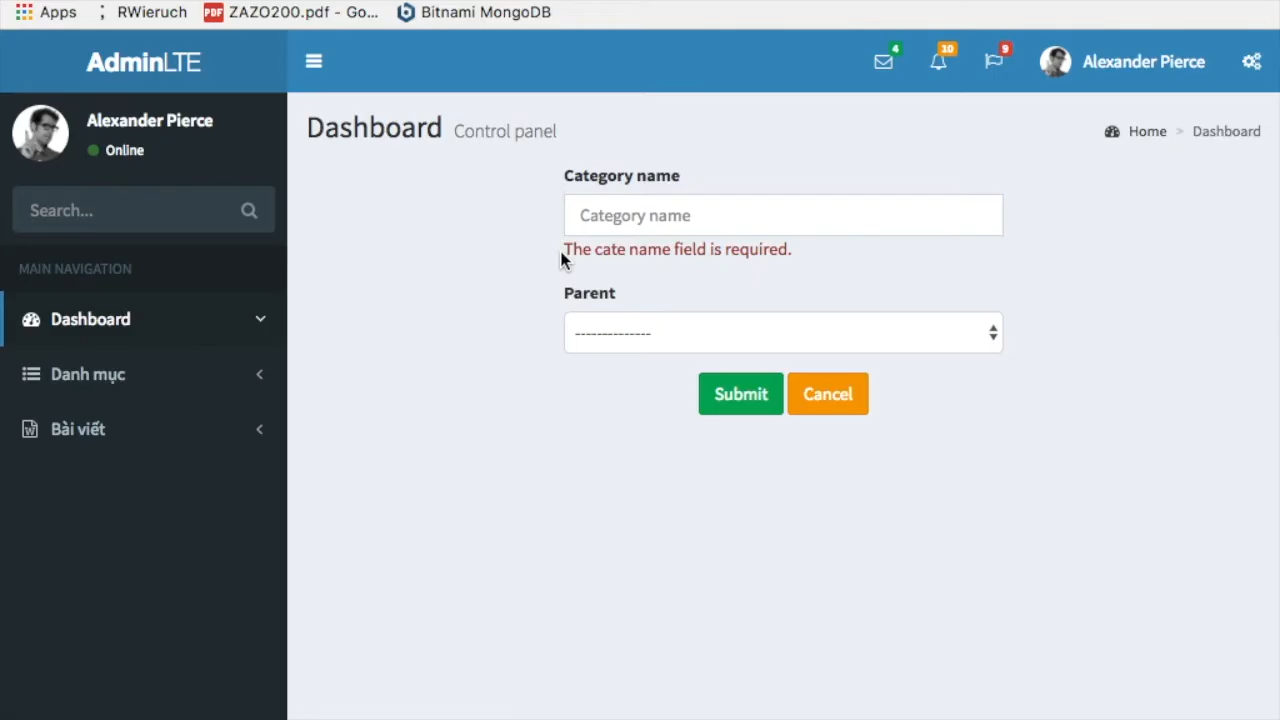 Apps
RWieruch
PDF
ZAZO200.pdf - Go...
Bitnami MongoDB
AdminLTE
4
10
9
Alexander Pierce
Alexander Pierce
Online
Dashboard Control panel
Home > Dashboard
Search...
MAIN NAVIGATION
Dashboard
Danh mục
Bài viết
Category name
Category name
The cate name field is required.
Parent
--------------
Submit
Cancel